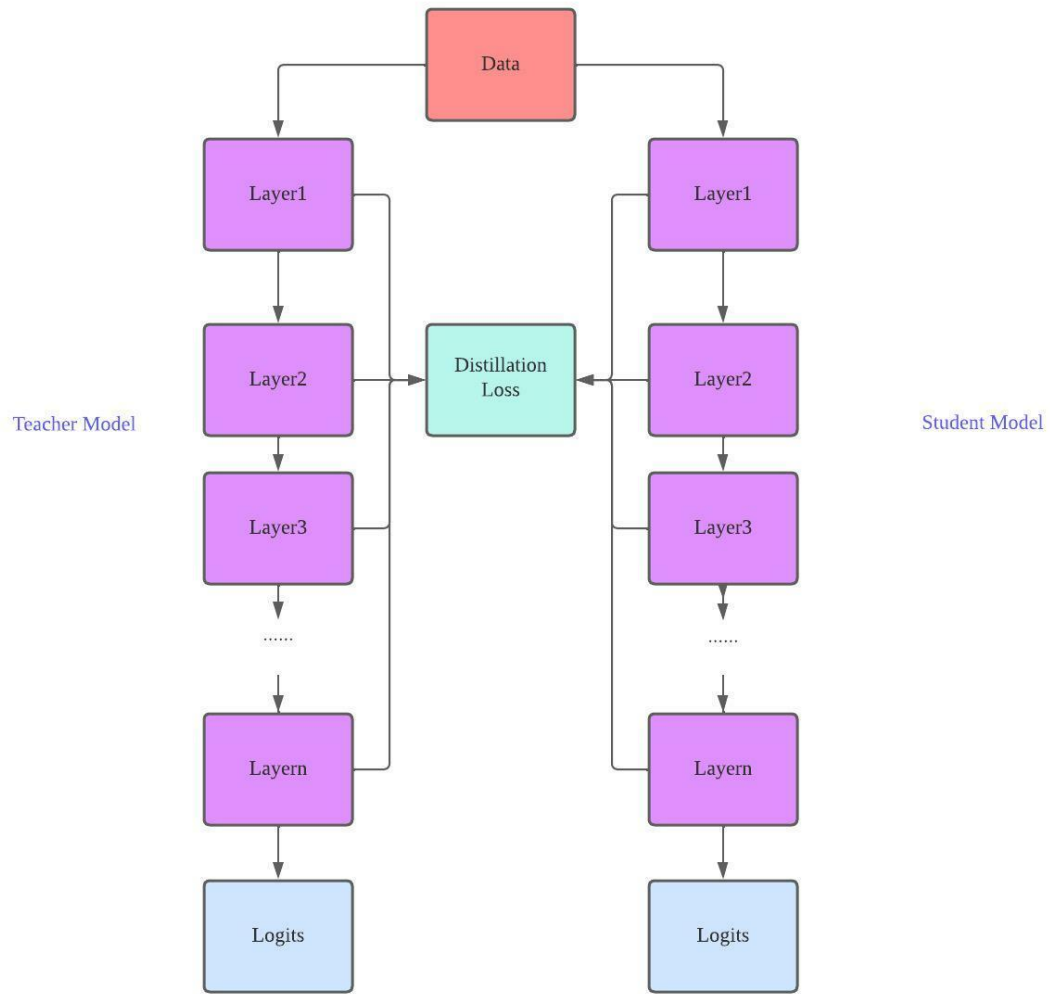 Data
Layer1
Layer1
Layer2
Distillation
Loss
Layer2
Teacher Model
Student Model
Layer3
Layer3
......
......
Layern
Layern
Logits
Logits